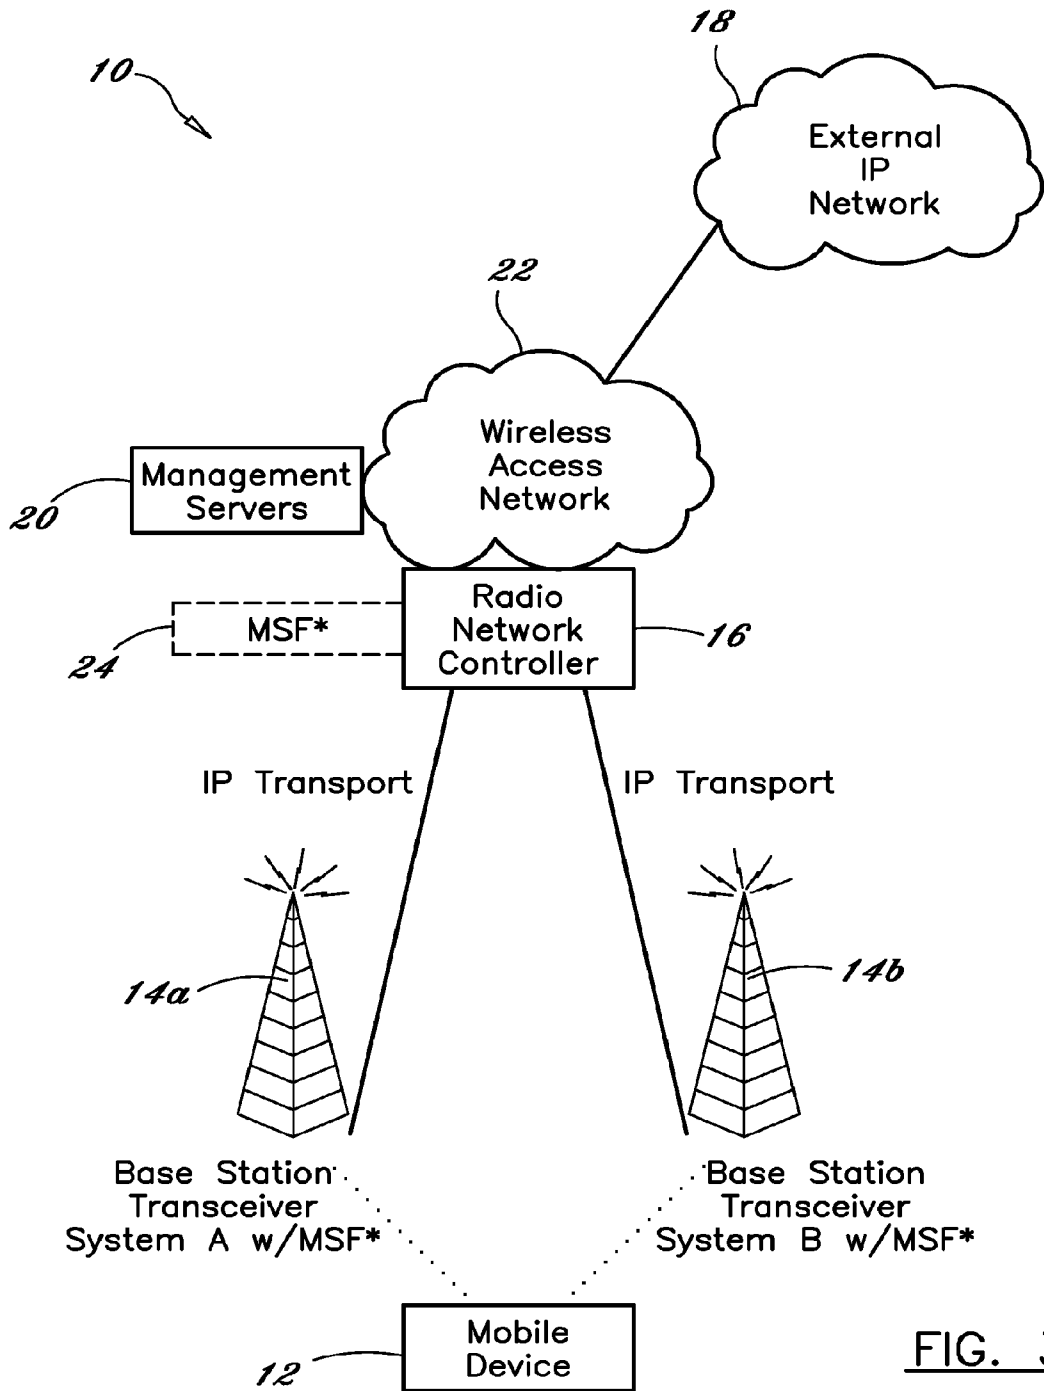 18
10
External
IP
Network
22
Wireless
Access
Network
Management
Servers
20
Radio
Network
Controller
MSF*
16
24
IP Transport
IP Transport
14a
14b
Base Station
Transceiver
System A w/MSF*
Base Station
Transceiver
System B w/MSF*
Mobile
Device
12
FIG.